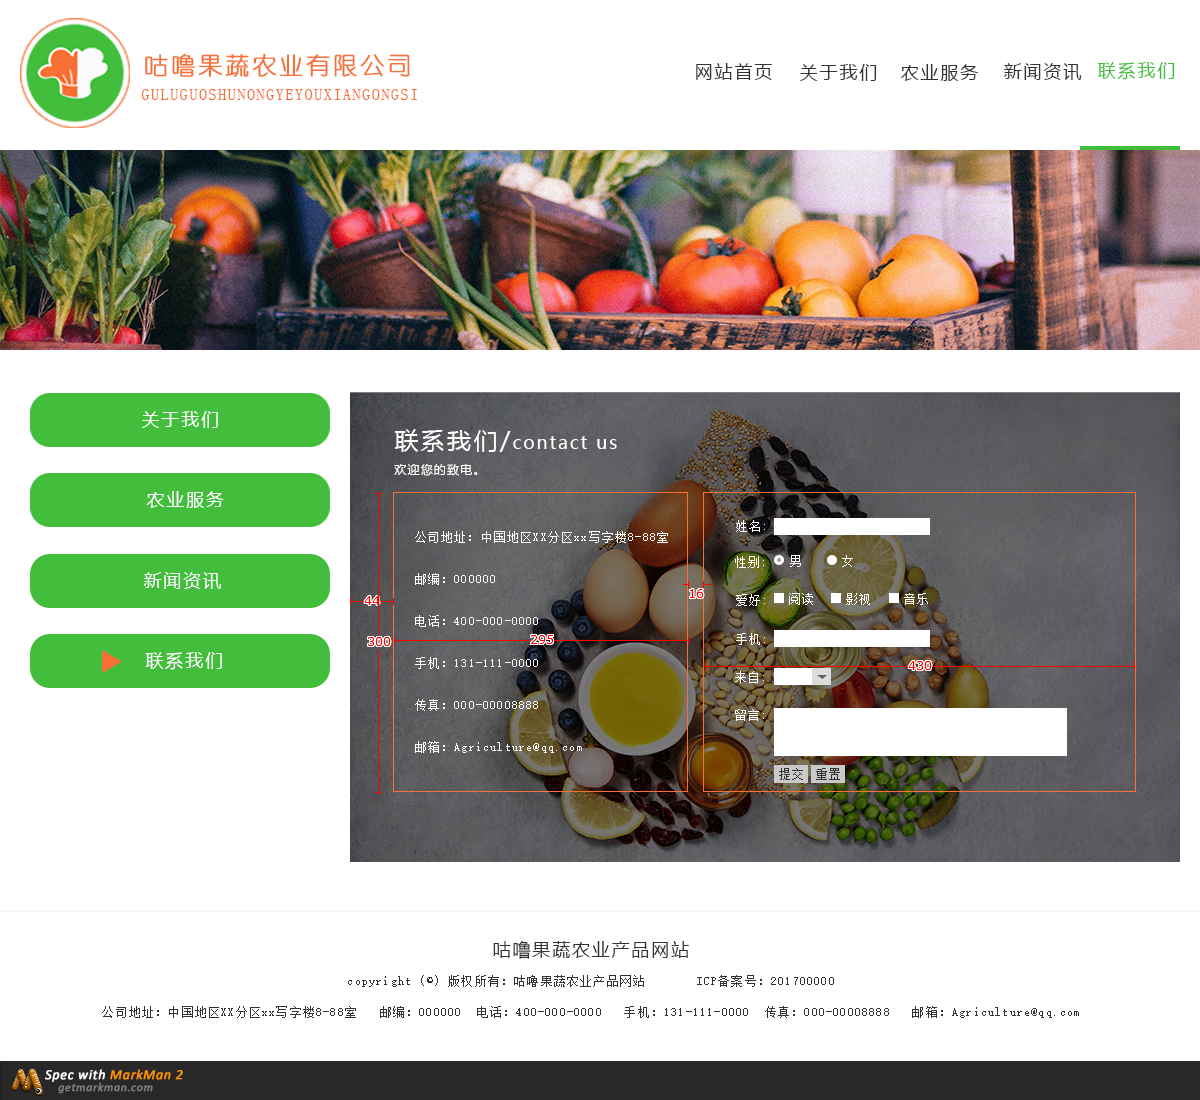 咕噜果蔬农业有限公司
GULUGUOSHUNONGYEYOUXIANGONGSI
网站首页 关于我们 农业服务 新闻资讯 联系我们
关于我们
农业服务
新闻资讯
联系我们
联系我们/contact us
欢迎您的致电。
公司地址：中国地区XX分区xx写字楼8-88室
邮编：000000
电话：400-000-0000
手机：131-111-0000
传真：000-00008888
邮箱：Agriculture@qq.com
44
300
295
16
430
姓名：
性别： 男 女
爱好： 阅读 影视 音乐
手机：
来自：
留言：
提交 重置
咕噜果蔬农业产品网站
copyright (©) 版权所有：咕噜果蔬农业产品网站 ICP备案号：201700000
公司地址：中国地区XX分区xx写字楼8-88室 邮编：000000 电话：400-000-0000 手机：131-111-0000 传真：000-00008888 邮箱：Agriculture@qq.com
Spec with MarkMan 2
getmarkman.com